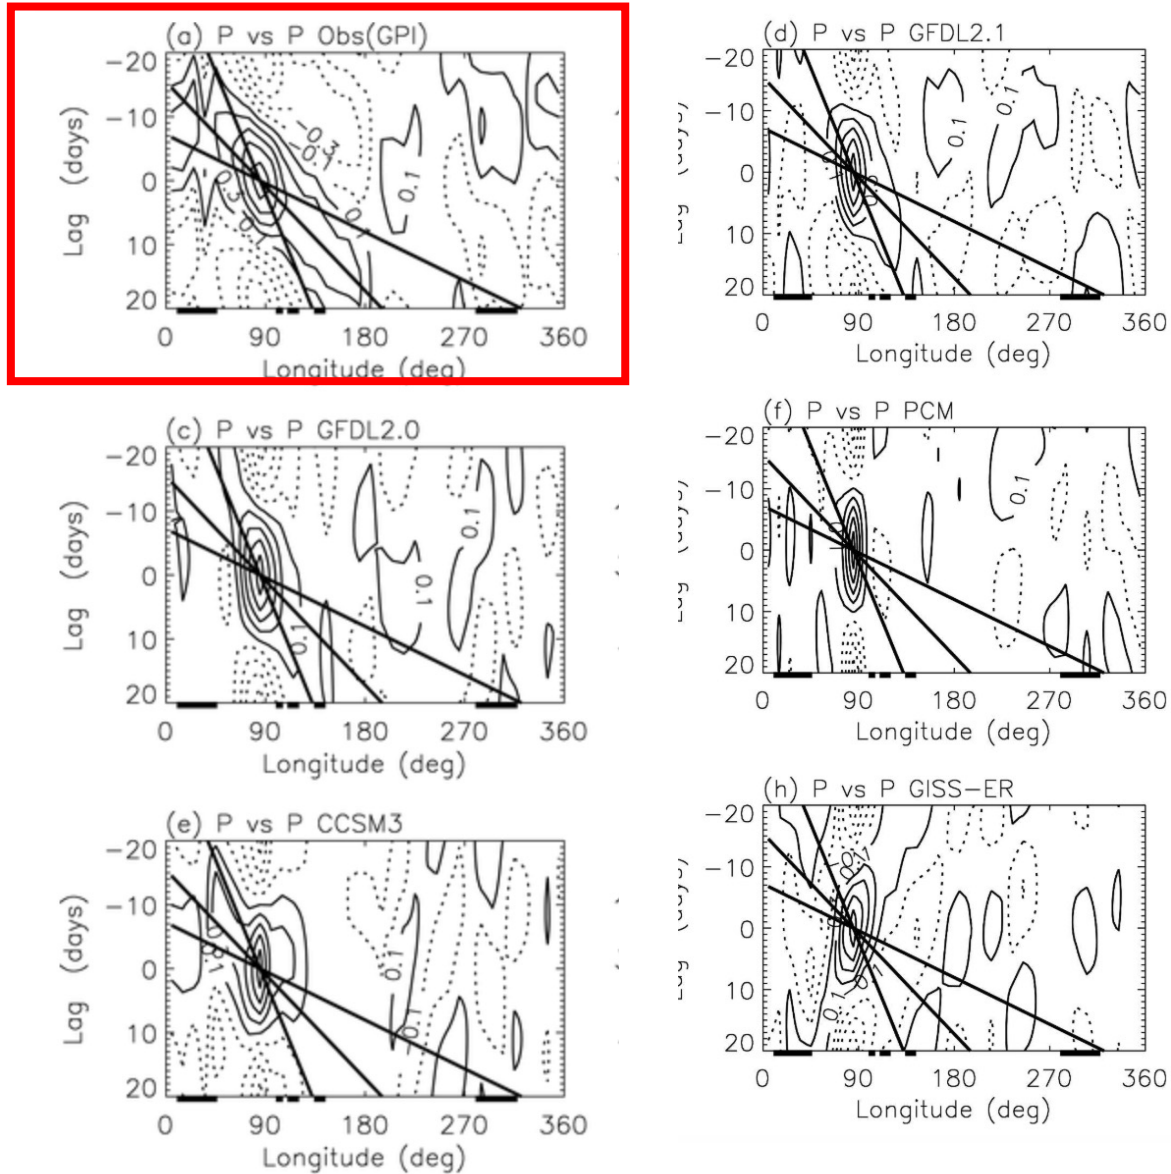 (a) P vs P Obs(GPI)
-20
-10
0
10
20
Lag (days)
-0.3
-0.1
0.1
0.1
0 90 180 270 360
Longitude (deg)
(d) P vs P GFDL2.1
-20
-10
0
10
20
0.1
0.1
0 90 180 270 360
Longitude (deg)
(c) P vs P GFDL2.0
-20
-10
0
10
20
Lag (days)
0.1
0.1
0.1
0 90 180 270 360
Longitude (deg)
(f) P vs P PCM
-20
-10
0
10
20
0.1
0 90 180 270 360
Longitude (deg)
(e) P vs P CCSM3
-20
-10
0
10
20
Lag (days)
0.1
-0.1
0 90 180 270 360
Longitude (deg)
(h) P vs P GISS-ER
-20
-10
0
10
20
0.1
0 90 180 270 360
Longitude (deg)